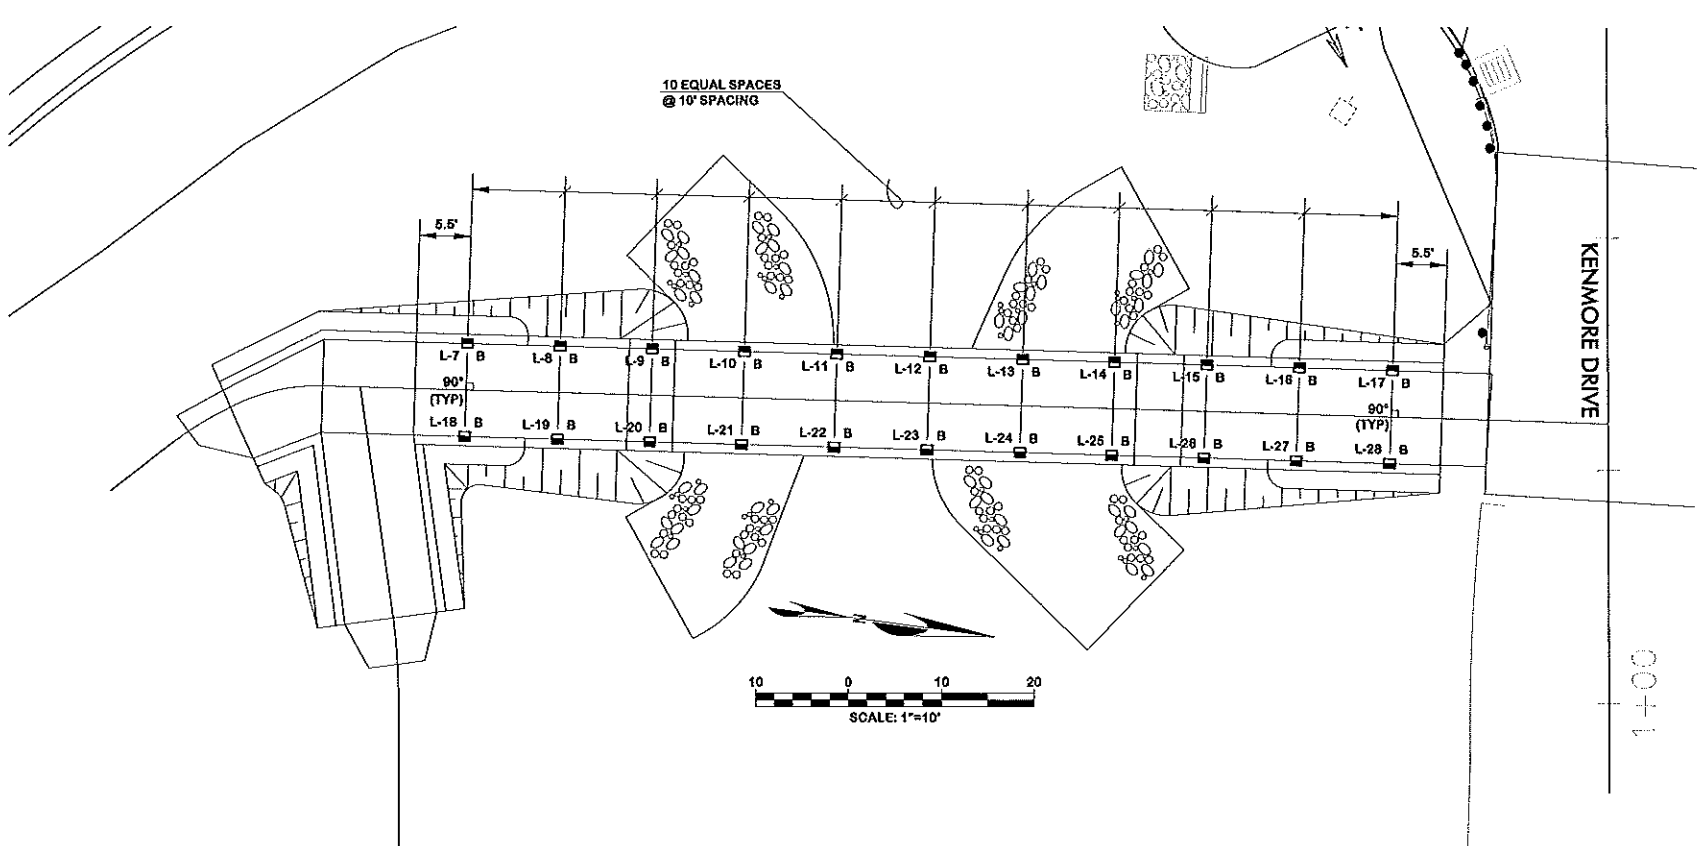 10 EQUAL SPACES
@ 10' SPACING
5.5'
5.5'
KENMORE DRIVE
L-7 B
L-8 B
L-9 B
L-10 B
L-11 B
L-12 B
L-13 B
L-14 B
L-15 B
L-16 B
L-17 B
90°
(TYP)
90°
(TYP)
L-18 B
L-19 B
L-20 B
L-21 B
L-22 B
L-23 B
L-24 B
L-25 B
L-26 B
L-27 B
L-28 B
N
10 0 10 20
SCALE: 1"=10'
1+00